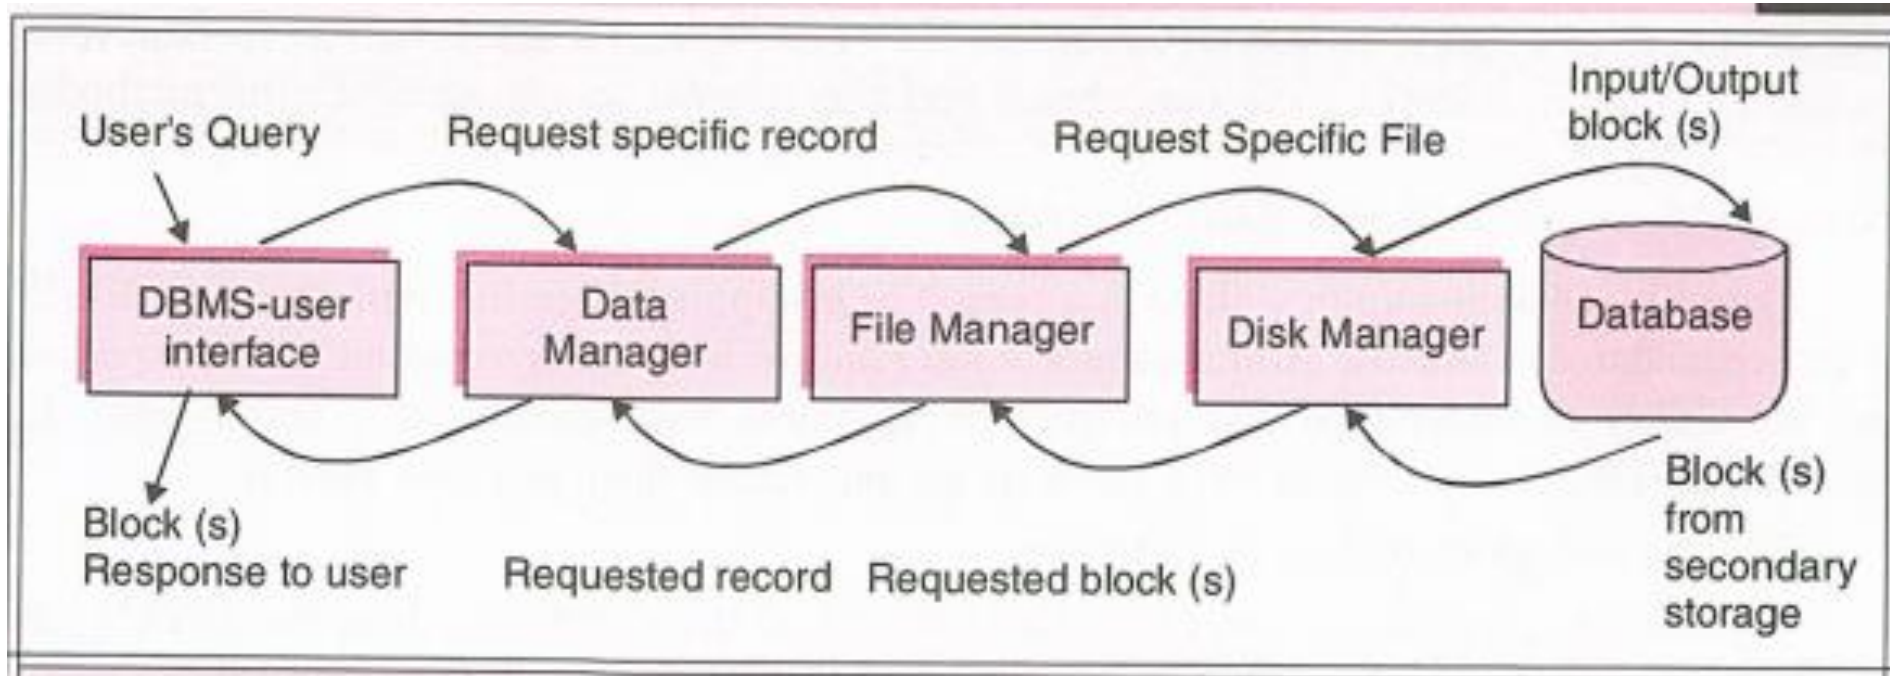 User's Query
Request specific record
Request Specific File
Input/Output
block (s)
DBMS-user
interface
Data
Manager
File Manager
Disk Manager
Database
Block (s)
Response to user
Requested record
Requested block (s)
Block (s)
from
secondary
storage